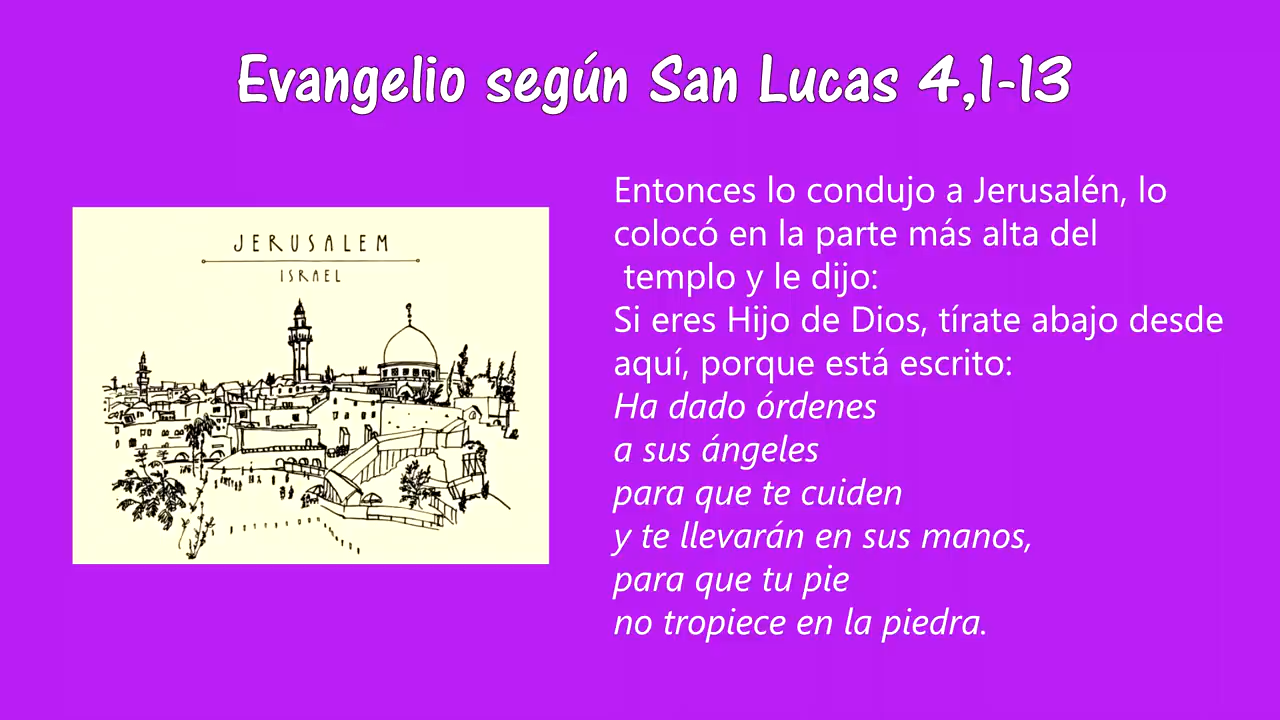 Evangelio según San Lucas 4,1-13
JERUSALEM
ISRAEL
Entonces lo condujo a Jerusalén, lo
colocó en la parte más alta del
templo y le dijo:
Si eres Hijo de Dios, tírate abajo desde
aquí, porque está escrito:
Ha dado órdenes
a sus ángeles
para que te cuiden
y te llevarán en sus manos,
para que tu pie
no tropiece en la piedra.